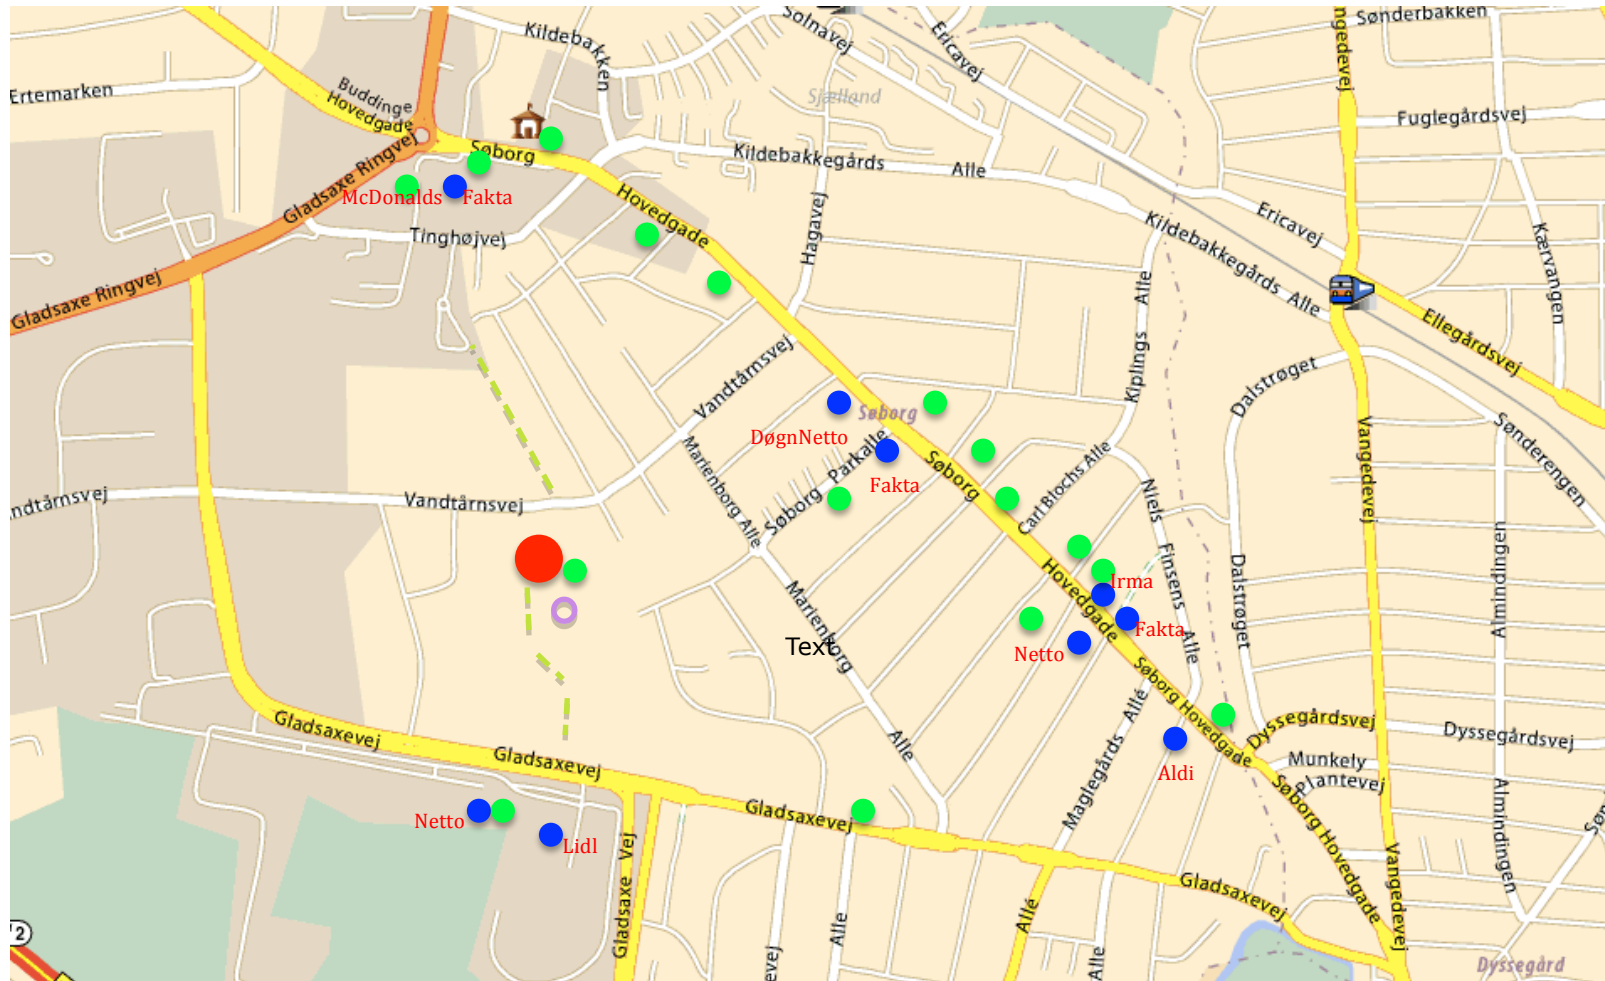 Solnavej
Ericavej
Sønderbakken
Kildebakken
Vangedevej
Ertemarken
Buddinge
Hovedgade
Sjælland
Fuglegårdsvej
Søborg
Kildebakkegårds Alle
Gladsaxe Ringvej
McDonalds
Fakta
Hovedgade
Hagavej
Ericavej
Kildebakkegårds Alle
Kærvangen
Tinghøjvej
Gladsaxe Ringvej
Kiplings Alle
Ellegårdsvej
Vandtårnsvej
Dalstrøget
Søborg
DøgnNetto
Søborg Parkalle
Fakta
Søborg
Marienborg Alle
Carl Blochs Alle
Niels Finsens Alle
Vangedevej
Sønderengen
Vandtårnsvej
Almindingen
Dalstrøget
Hovedgade
Irma
Fakta
Netto
Text
Marienborg Alle
Søborg Hovedgade
Maglegårds Allé
Dyssegårdsvej
Dyssegårdsvej
Gladsaxevej
Gladsaxevej
Aldi
Munkely
Plantevej
Gladsaxevej
Søborg Hovedgade
Almindingen
Netto
Lidl
Gladsaxe Vej
Vangedevej
Gladsaxevej
Allé
Alle
Alle
2
Dyssegård